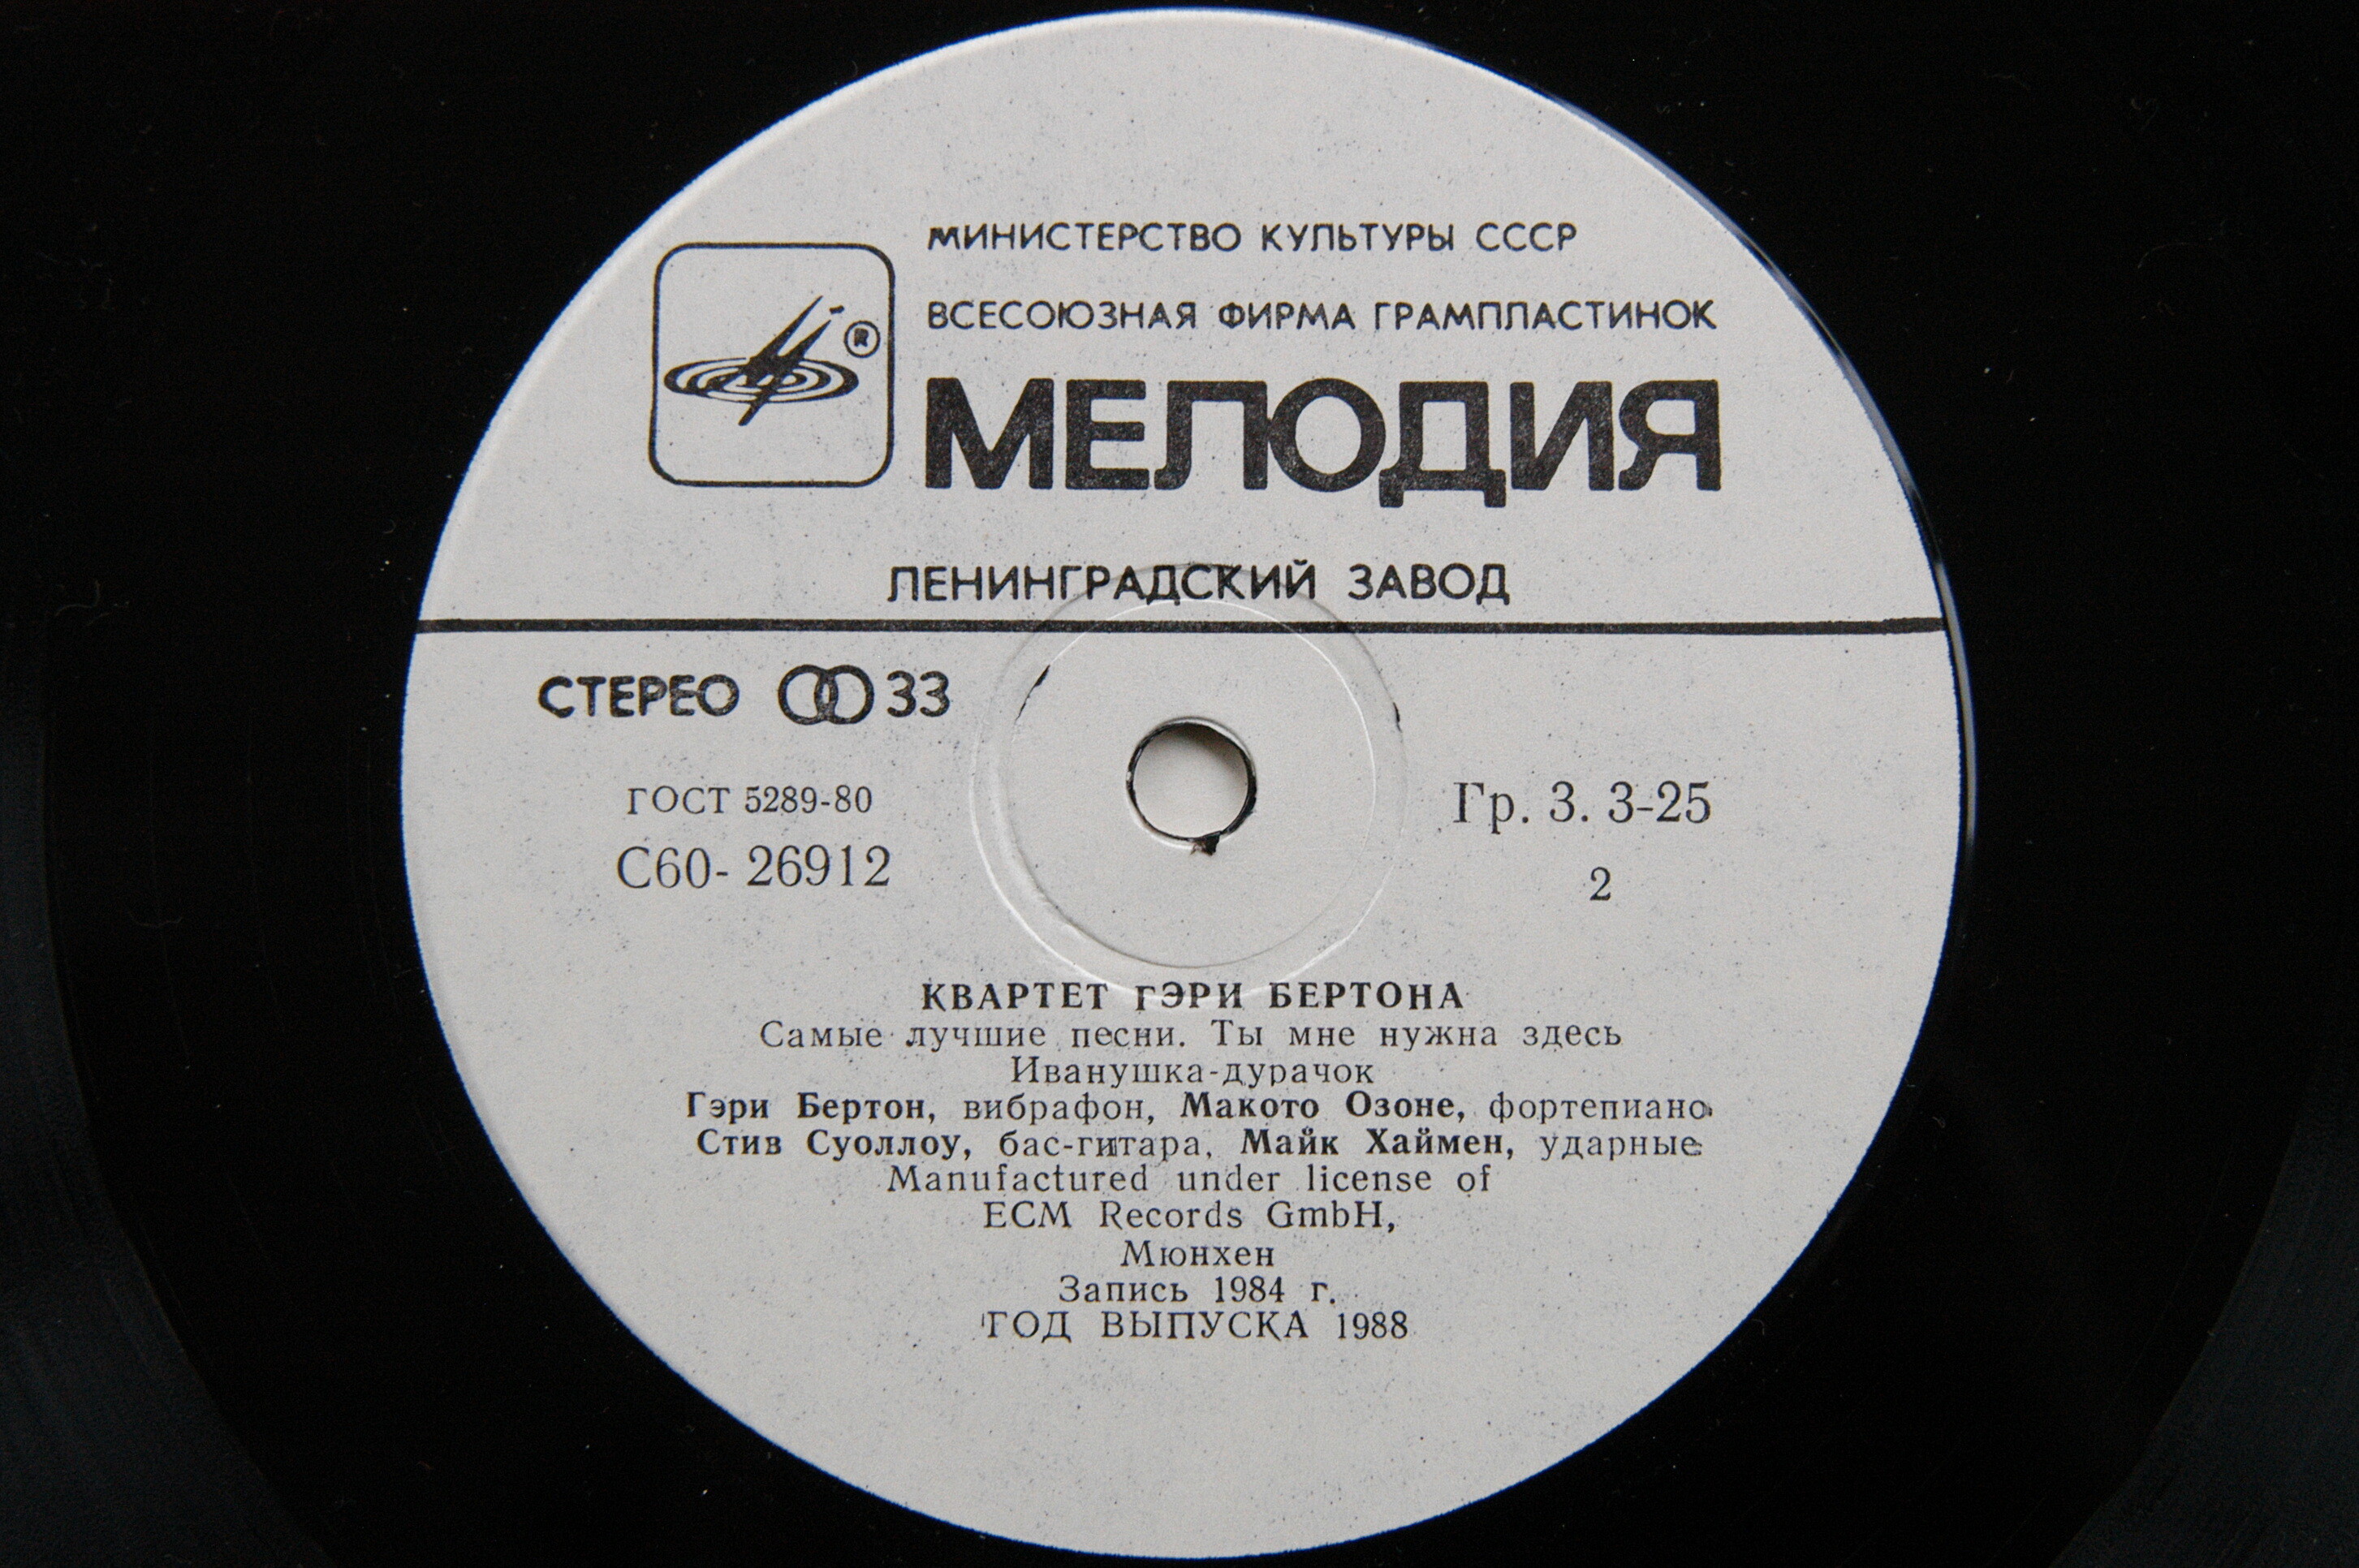 МИНИСТЕРСТВО КУЛЬТУРЫ СССР
ВСЕСОЮЗНАЯ ФИРМА ГРАМПЛАСТИНОК
®
МЕЛОДИЯ
ЛЕНИНГРАДСКИЙ ЗАВОД
СТЕРЕО 33
ГОСТ 5289-80
Гр. 3. 3-25
С60- 26912
2
КВАРТЕТ ГЭРИ БЕРТОНА
Самые лучшие песни. Ты мне нужна здесь
Иванушка-дурачок
Гэри Бертон, вибрафон, Макото Озоне, фортепиано
Стив Суоллоу, бас-гитара, Майк Хаймен, ударные
Manufactured under license of
ECM Records GmbH,
Мюнхен
Запись 1984 г.
ГОД ВЫПУСКА 1988